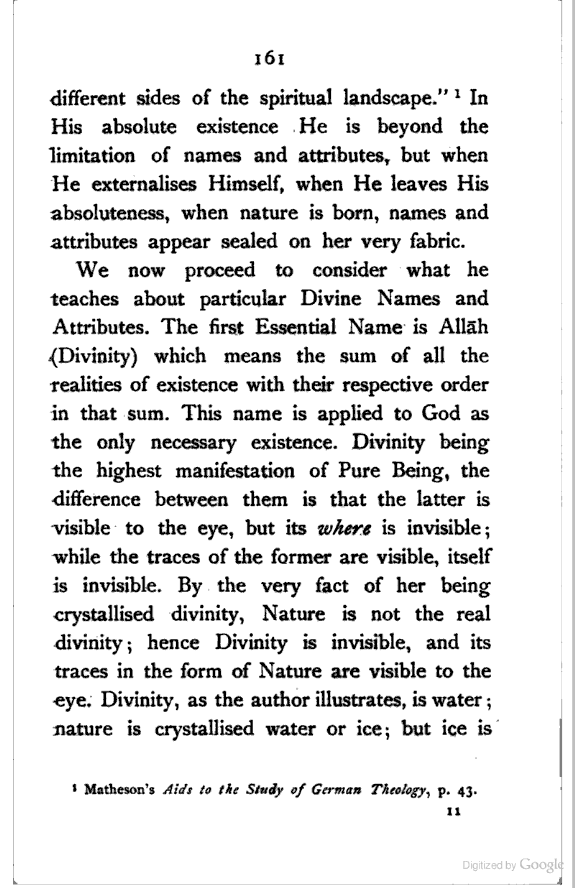 161
different sides of the spiritual landscape." ¹ In
His absolute existence He is beyond the
limitation of names and attributes, but when
He externalises Himself, when He leaves His
absoluteness, when nature is born, names and
attributes appear sealed on her very fabric.
We now proceed to consider what he
teaches about particular Divine Names and
Attributes. The first Essential Name is Allāh
(Divinity) which means the sum of all the
realities of existence with their respective order
in that sum. This name is applied to God as
the only necessary existence. Divinity being
the highest manifestation of Pure Being, the
difference between them is that the latter is
visible to the eye, but its where is invisible;
while the traces of the former are visible, itself
is invisible. By the very fact of her being
crystallised divinity, Nature is not the real
divinity; hence Divinity is invisible, and its
traces in the form of Nature are visible to the
eye. Divinity, as the author illustrates, is water;
nature is crystallised water or ice; but ice is
¹ Matheson's Aids to the Study of German Theology, p. 43.
11
Digitized by Google